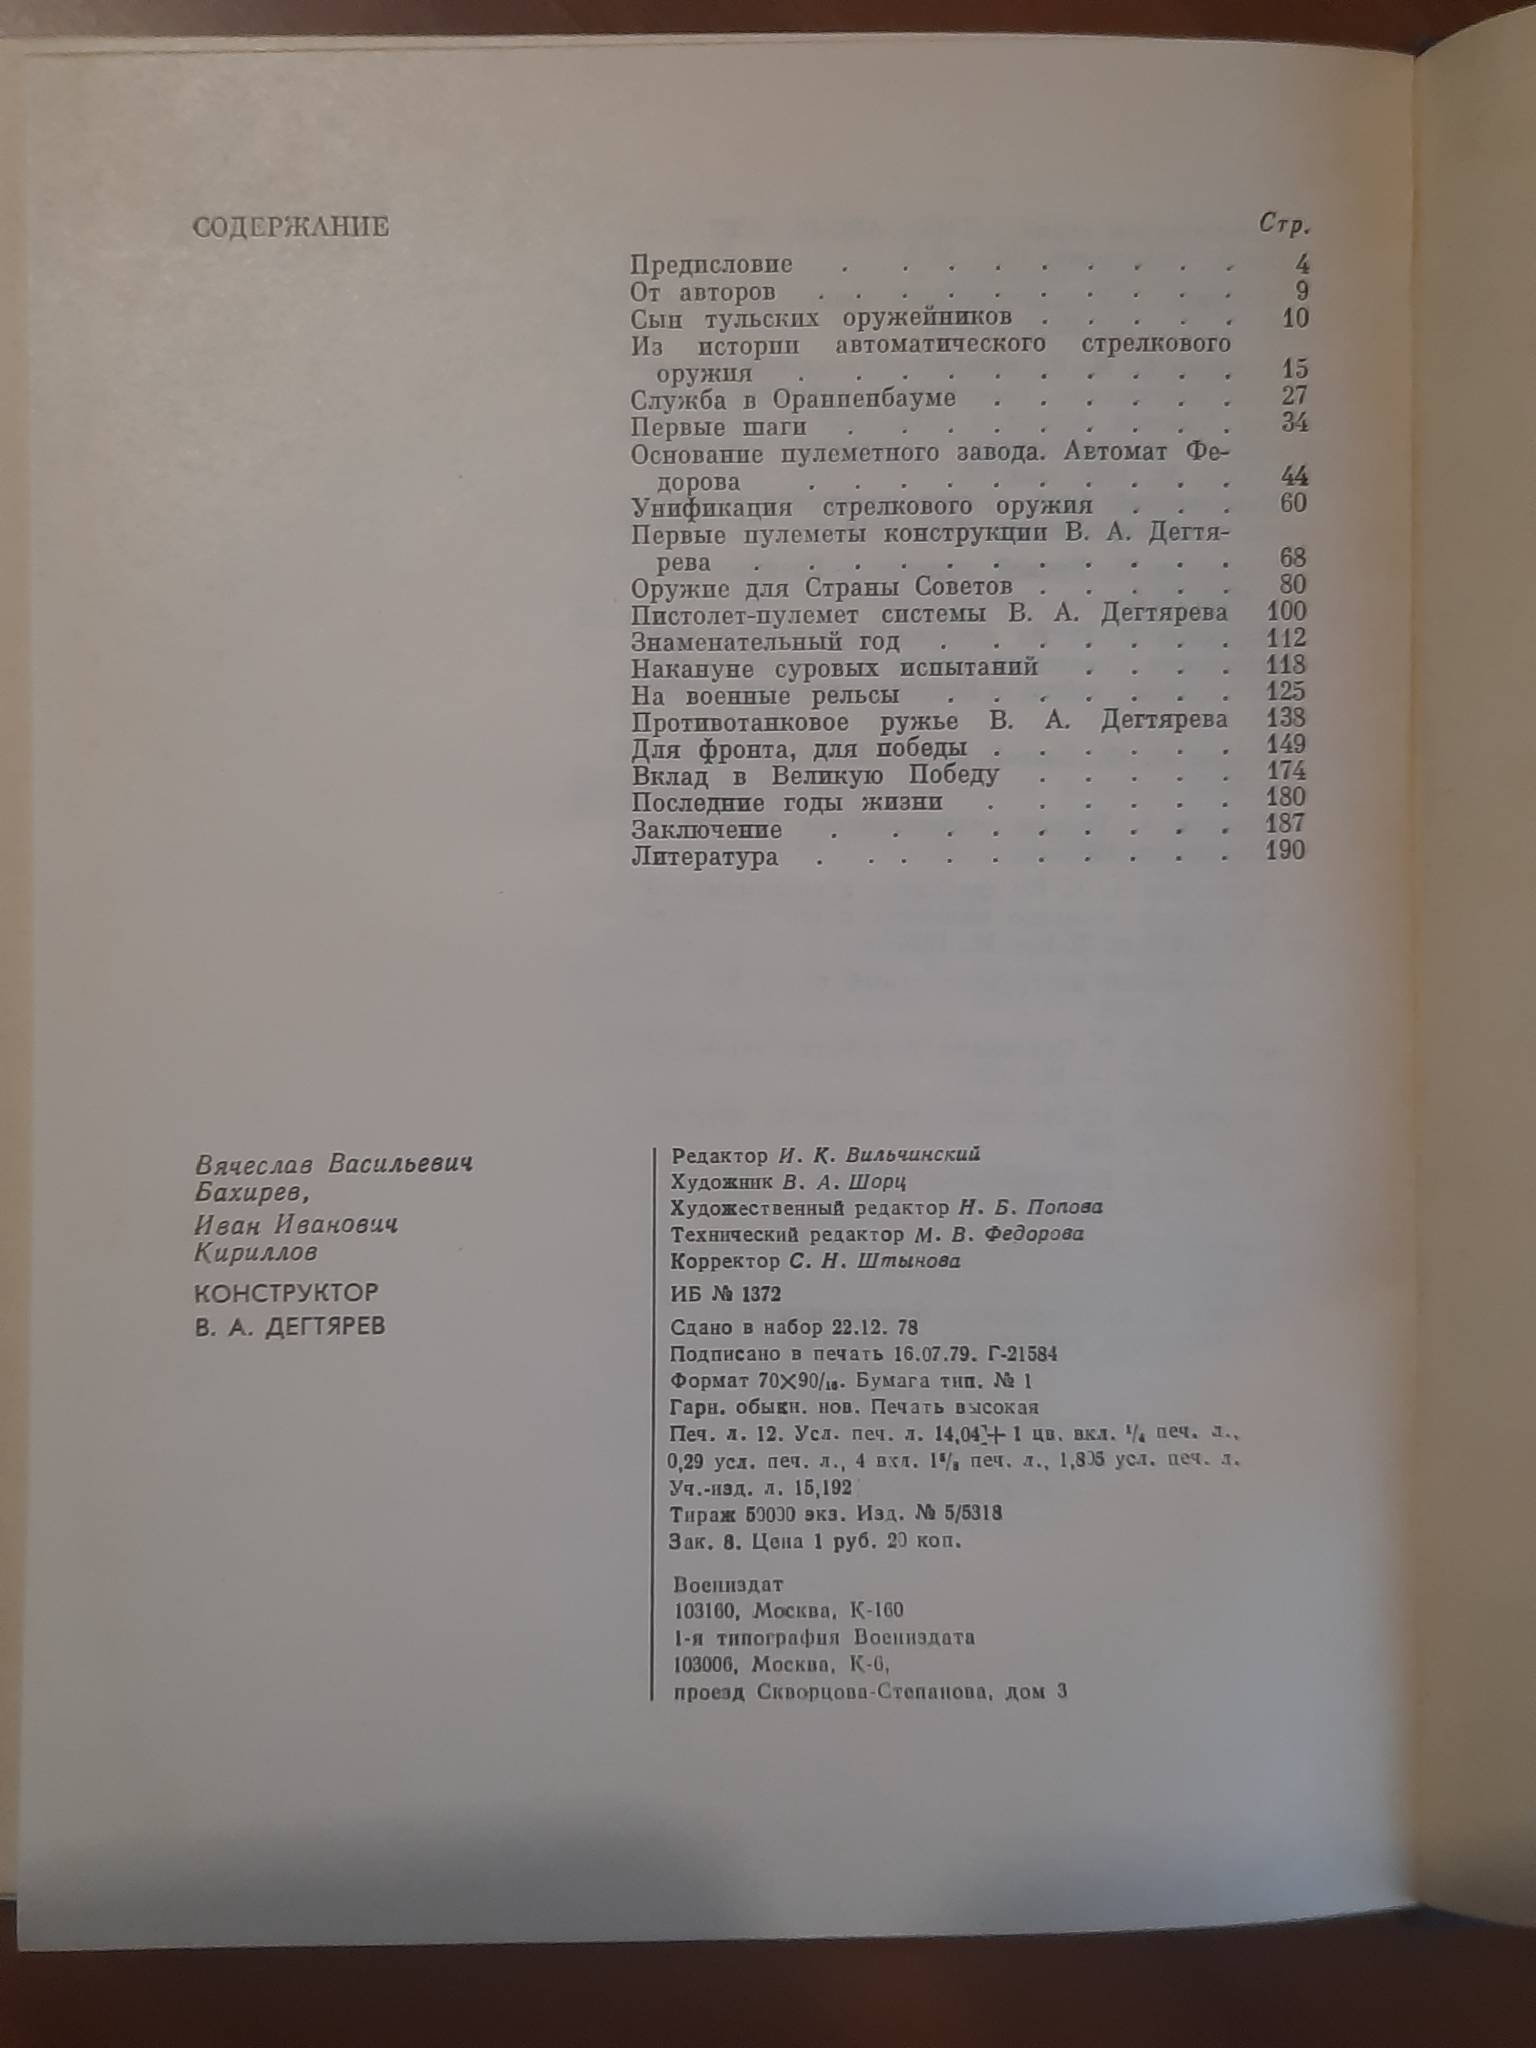 СОДЕРЖАНИЕ
Стр.
Предисловие . . . . . . . . . 4
От авторов . . . . . . . . . . 9
Сын тульских оружейников . . . . . 10
Из истории автоматического стрелкового
оружия . . . . . . . . . . 15
Служба в Ораниенбауме . . . . . . 27
Первые шаги . . . . . . . . . 34
Основание пулеметного завода. Автомат Фе-
дорова . . . . . . . . . . 44
Унификация стрелкового оружия . . . 60
Первые пулеметы конструкции В. А. Дегтя-
рева . . . . . . . . . . . 68
Оружие для Страны Советов . . . . . 80
Пистолет-пулемет системы В. А. Дегтярева 100
Знаменательный год . . . . . . . 112
Накануне суровых испытаний . . . . 118
На военные рельсы . . . . . . . 125
Противотанковое ружье В. А. Дегтярева 138
Для фронта, для победы . . . . . . 149
Вклад в Великую Победу . . . . . 174
Последние годы жизни . . . . . . 180
Заключение . . . . . . . . . 187
Литература . . . . . . . . . . 190
Вячеслав Васильевич
Бахирев,
Иван Иванович
Кириллов
КОНСТРУКТОР
В. А. ДЕГТЯРЕВ
Редактор И. К. Вильчинский
Художник В. А. Шорц
Художественный редактор Н. Б. Попова
Технический редактор М. В. Федорова
Корректор С. Н. Штынова
ИБ № 1372
Сдано в набор 22.12. 78
Подписано в печать 16.07.79. Г-21584
Формат 70×90/16. Бумага тип. № 1
Гарн. обыкн. нов. Печать высокая
Печ. л. 12. Усл. печ. л. 14,04+1 цв. вкл. 1/4 печ. л.,
0,29 усл. печ. л., 4 вкл. печ. л., 1,895 усл. печ. л.
Уч.-изд. л. 15,192
Тираж 50000 экз. Изд. № 5/5318
Зак. 8. Цена 1 руб. 20 коп.
Воениздат
103160, Москва, К-160
1-я типография Воениздата
103006, Москва, К-6,
проезд Скворцова-Степанова, дом 3